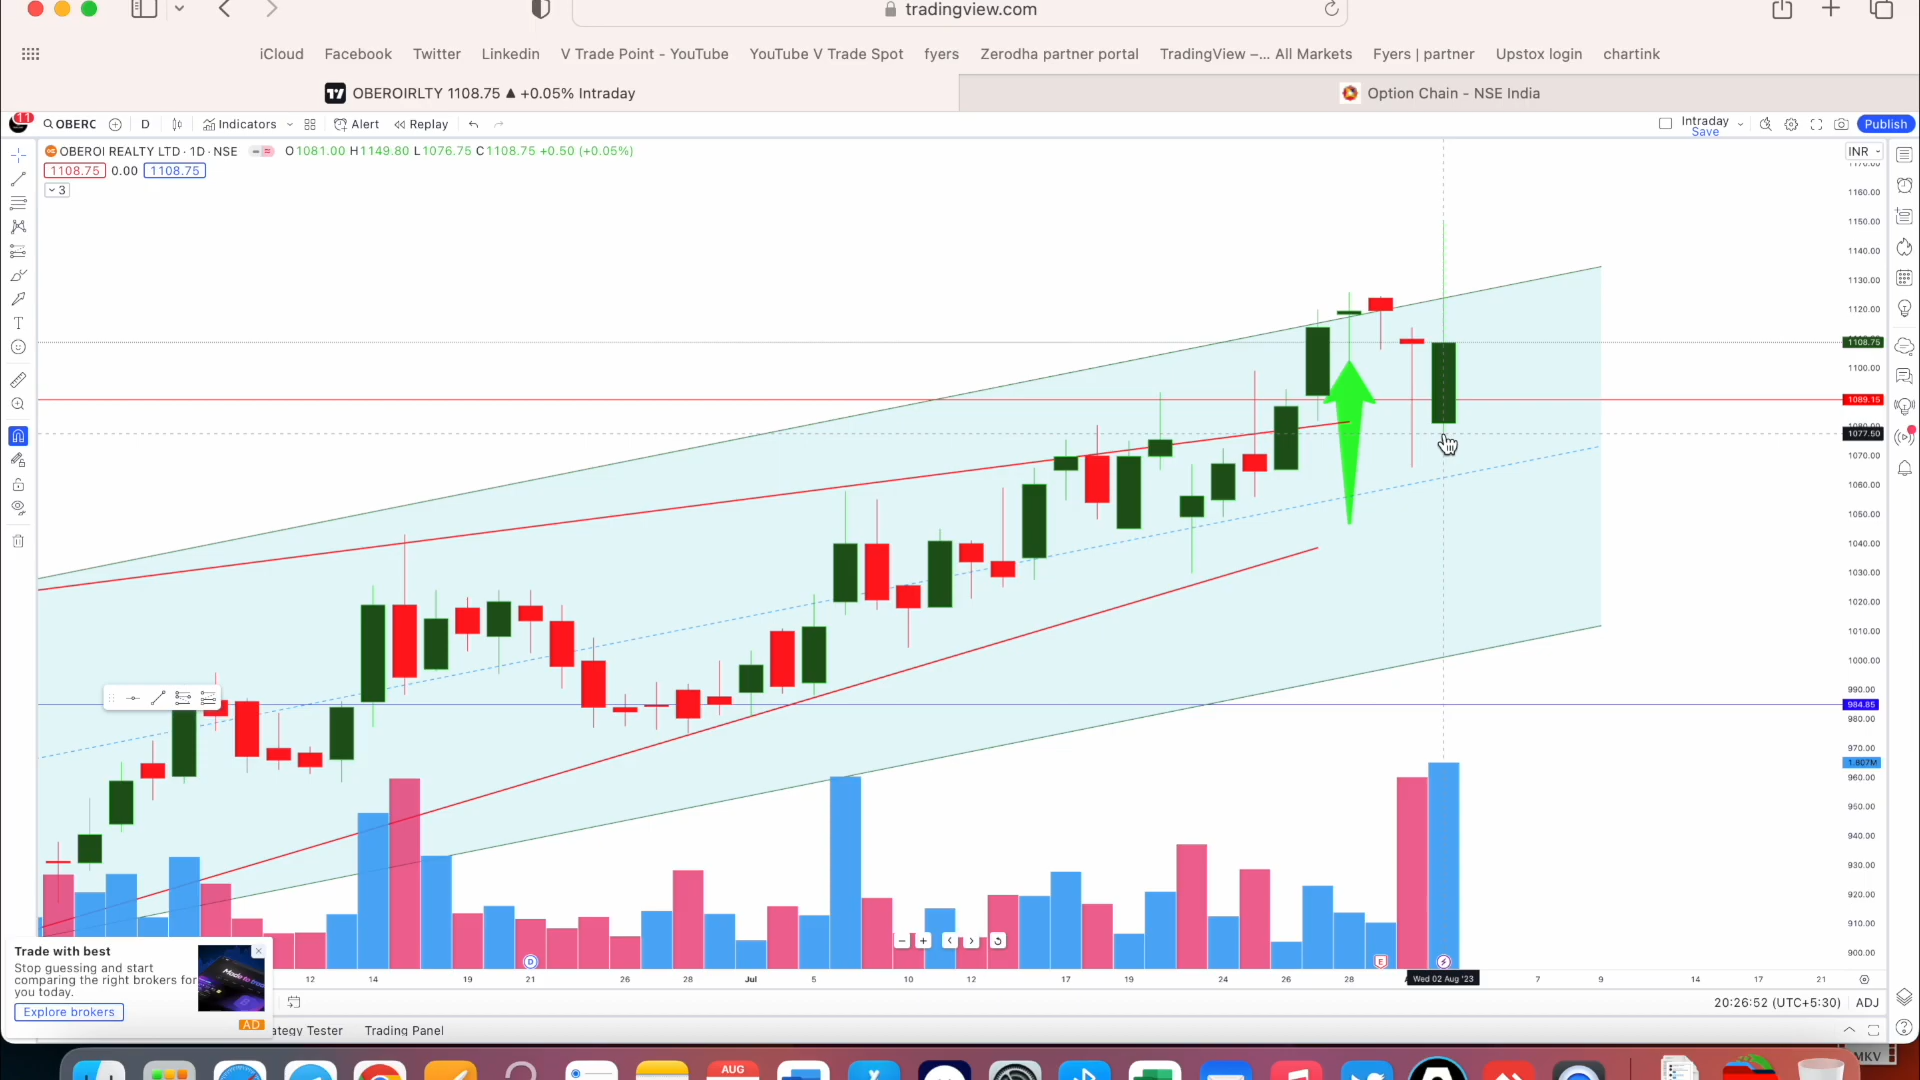 tradingview.com
iCloud Facebook Twitter Linkedin V Trade Point - YouTube YouTube V Trade Spot fyers Zerodha partner portal TradingView –... All Markets Fyers | partner Upstox login chartink
OBEROIRLTY 1108.75 ▲ +0.05% Intraday
Option Chain - NSE India
11
OBERC D Indicators Alert Replay
Intraday
Save
Publish
OBEROI REALTY LTD · 1D · NSE O1081.00 H1149.80 L1076.75 C1108.75 +0.50 (+0.05%)
INR
1108.75 0.00 1108.75
3
1160.00
1150.00
1140.00
1130.00
1120.00
1108.75
1100.00
1089.15
1077.50
1070.00
1060.00
1050.00
1040.00
1030.00
1020.00
1010.00
1000.00
990.00
984.85
980.00
970.00
1.807M
960.00
950.00
940.00
930.00
920.00
910.00
900.00
Trade with best
Stop guessing and start
comparing the right brokers for
you today.
Explore brokers
AD
Made to
D
E
12 14 19 21 26 28 Jul 5 10 12 17 19 24 26 28 Wed 02 Aug '23 7 9 14 17 21
20:26:52 (UTC+5:30) ADJ
ategy Tester Trading Panel
AUG
MKV